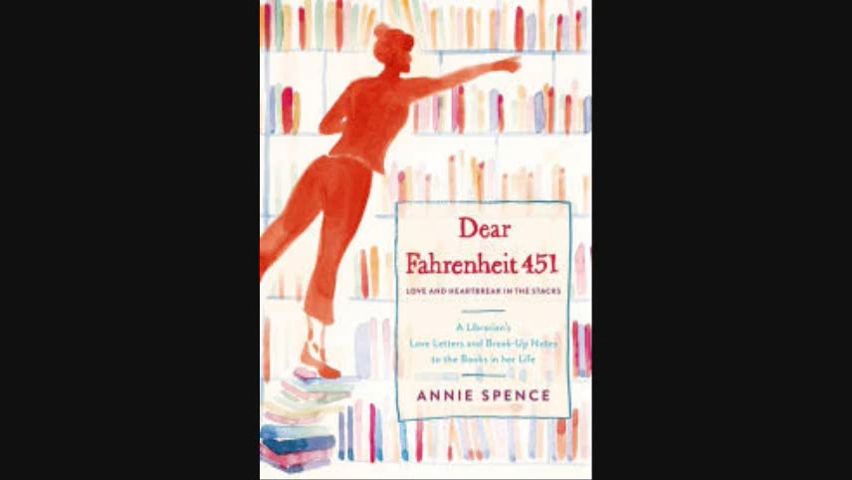 Dear
Fahrenheit 451
LOVE AND HEARTBREAK IN THE STACKS
A Librarian's
Love Letters and Break-Up Notes
to the Books in her Life
ANNIE SPENCE